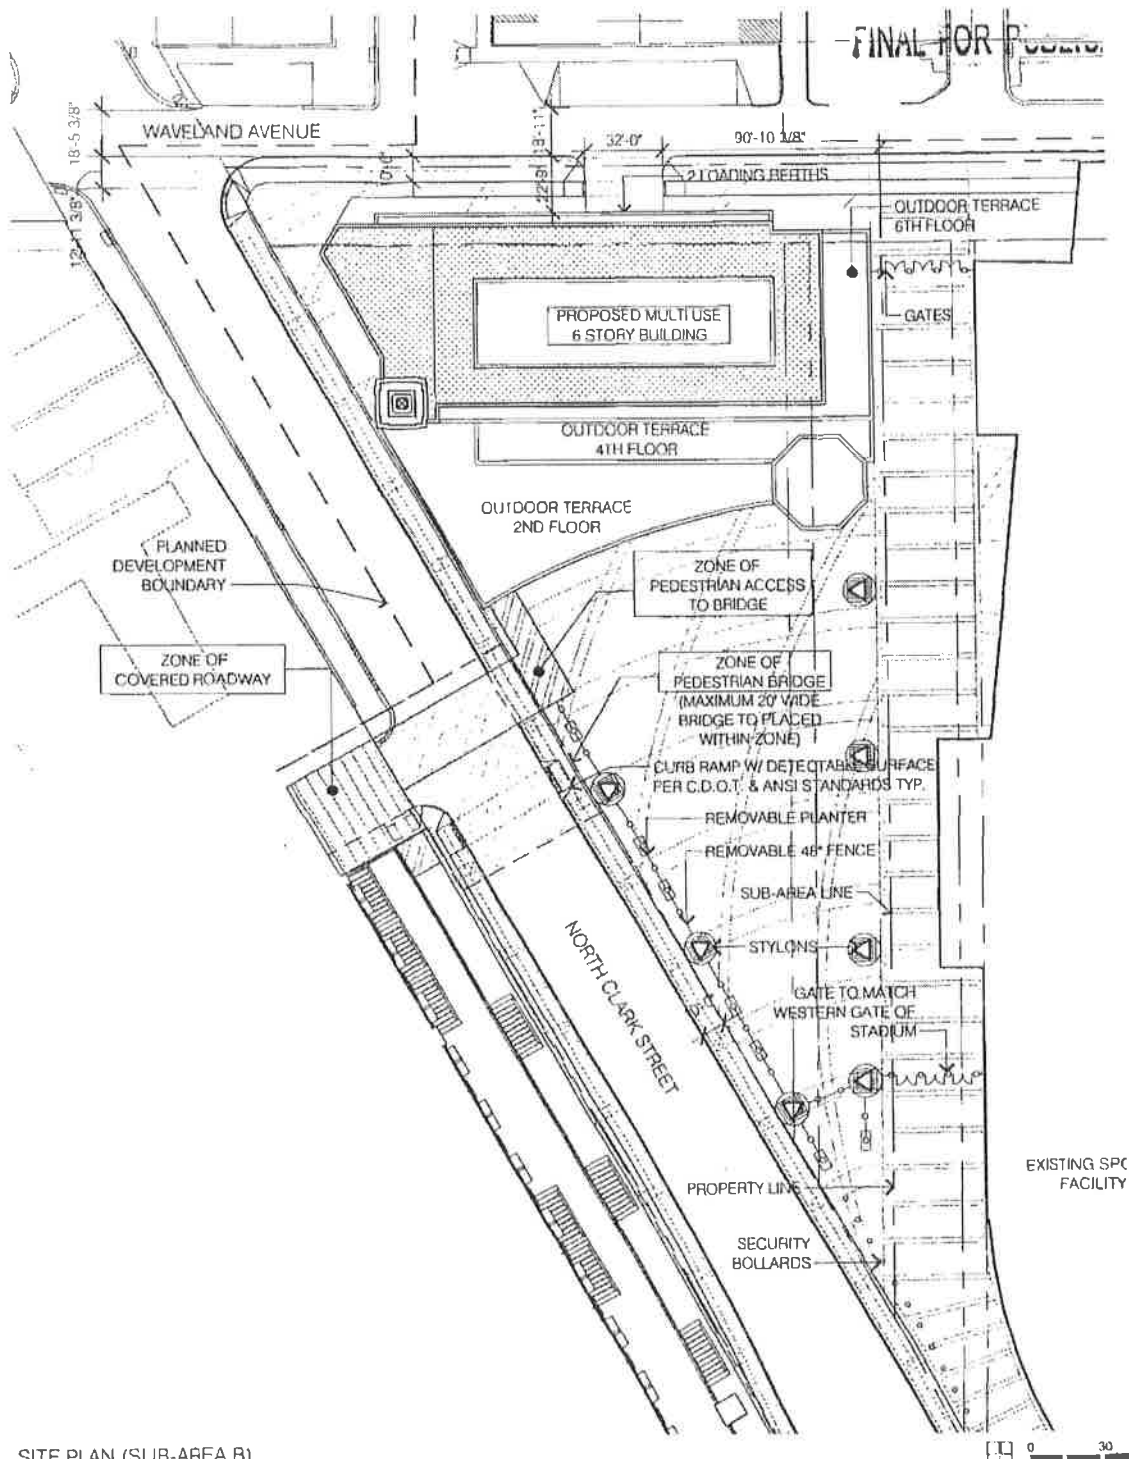 FINAL FOR
WAVELAND AVENUE
18'-5 3/8"
12'-11 3/8"
32'-0"
90'-10 3/8"
2 LOADING BERTHS
OUTDOOR TERRACE
6TH FLOOR
GATES
PROPOSED MULTI USE
6 STORY BUILDING
OUTDOOR TERRACE
4TH FLOOR
OUTDOOR TERRACE
2ND FLOOR
PLANNED
DEVELOPMENT
BOUNDARY
ZONE OF
PEDESTRIAN ACCESS
TO BRIDGE
ZONE OF
COVERED ROADWAY
ZONE OF
PEDESTRIAN BRIDGE
(MAXIMUM 20' WIDE
BRIDGE TO PLACED
WITHIN ZONE)
CURB RAMP W/ DETECTABLE SURFACE
PER C.D.O.T. & ANSI STANDARDS TYP.
REMOVABLE PLANTER
REMOVABLE 48" FENCE
SUB-AREA LINE
STYLONS
NORTH CLARK STREET
GATE TO MATCH
WESTERN GATE OF
STADIUM
EXISTING SPO
FACILITY
PROPERTY LINE
SECURITY
BOLLARDS
SITE PLAN (SUB-AREA B)
0 30